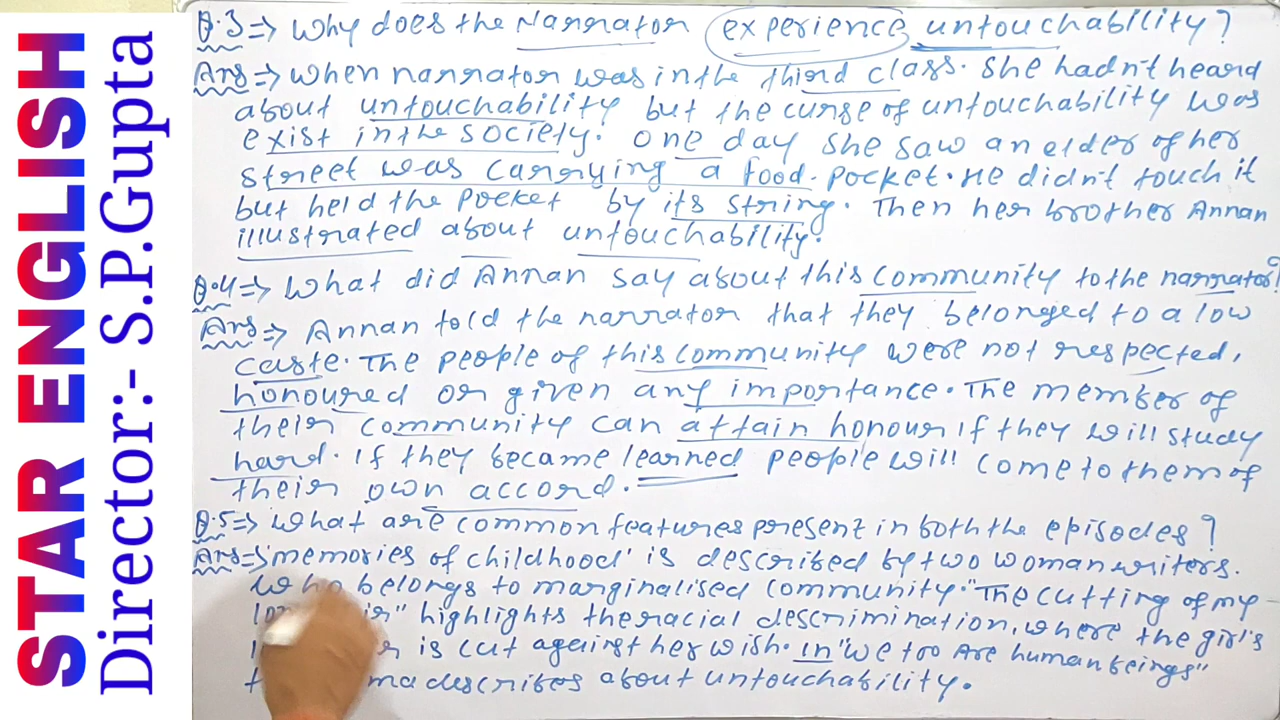 STAR ENGLISH
Director:- S.P.Gupta
Q.3⇒ Why does the Narrator experience untouchability?
Ans⇒ When narrator was in the third class. She hadn't heard
about untouchability but the curse of untouchability was
exist in the society. One day she saw an elder of her
street was carrying a food. pocket. He didn't touch it
but held the pocket by its string. Then her brother Annan
illustrated about untouchability.
Q.4⇒ What did Annan say about this community to the narrator?
Ans⇒ Annan told the narrator that they belonged to a low
caste. The people of this community were not respected,
honoured or given any importance. The member of
their community can attain honour if they will study
hard. If they became learned people will come to them of
their own accord.
Q.5⇒ What are common features present in both the episodes?
Ans⇒ 'memories of childhood' is described by two woman writers.
Who belongs to marginalised community. "The cutting of my
highlights the racial descrimination, where the girl's
is cut against her wish. in "we too are human beings"
describes about untouchability.